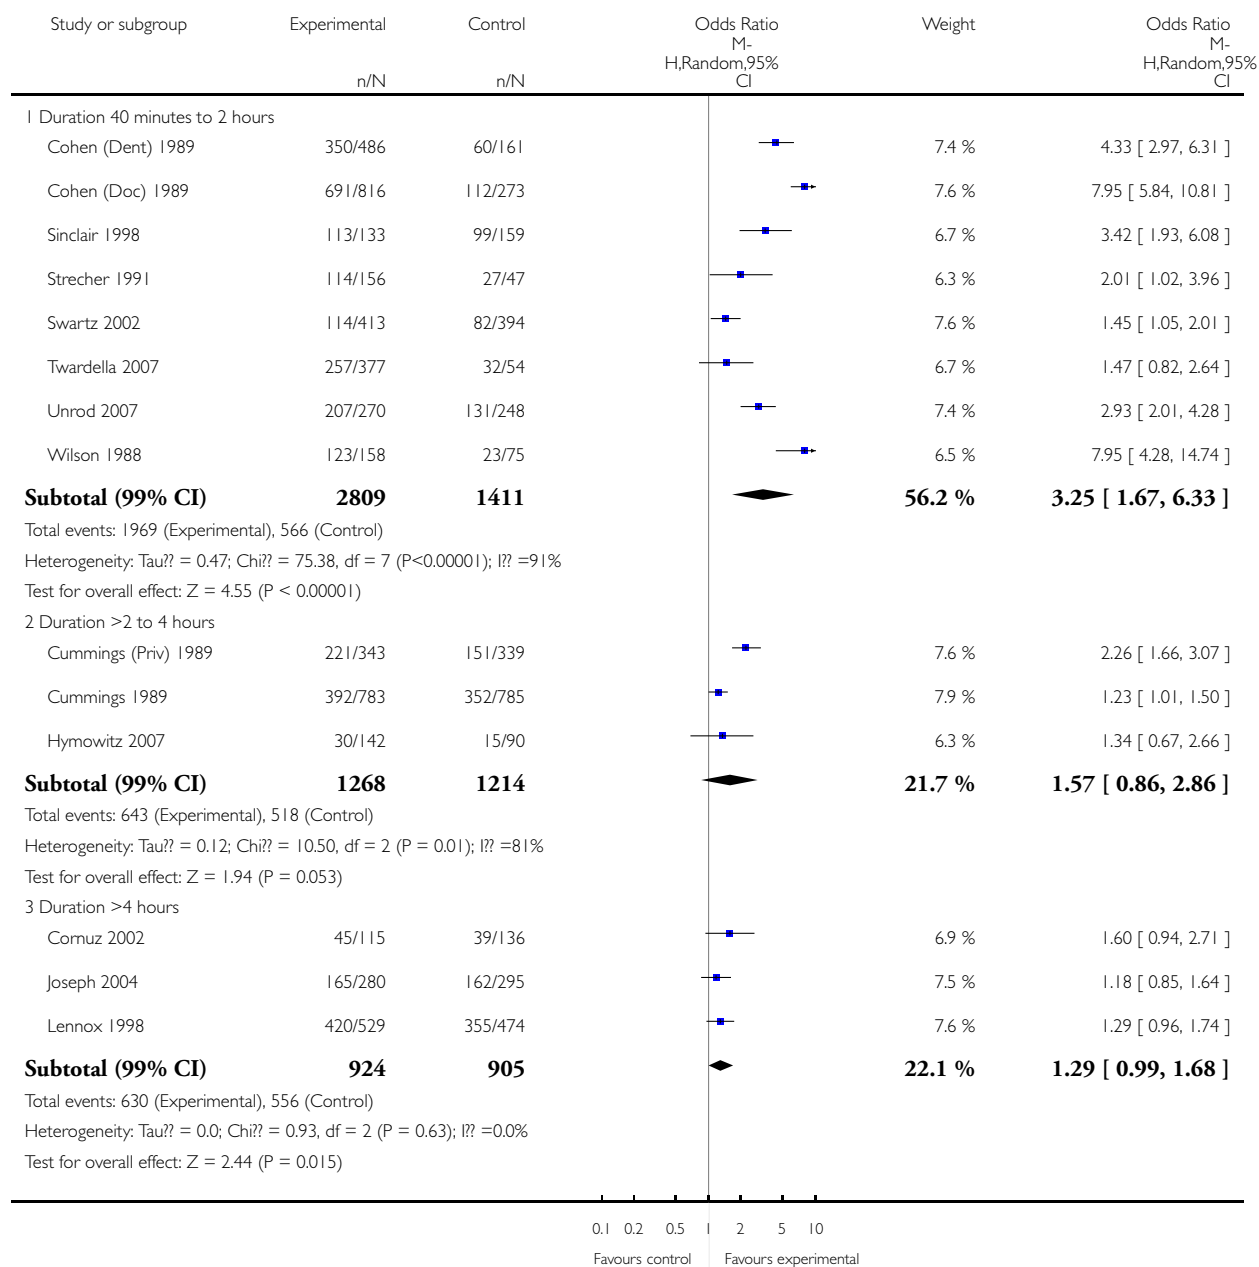 Study or subgroup Experimental Control Odds Ratio Weight Odds Ratio
M- M-
H,Random,95% H,Random,95%
n/N n/N CI CI
1 Duration 40 minutes to 2 hours
Cohen (Dent) 1989 350/486 60/161 7.4 % 4.33 [ 2.97, 6.31 ]
Cohen (Doc) 1989 691/816 112/273 7.6 % 7.95 [ 5.84, 10.81 ]
Sinclair 1998 113/133 99/159 6.7 % 3.42 [ 1.93, 6.08 ]
Strecher 1991 114/156 27/47 6.3 % 2.01 [ 1.02, 3.96 ]
Swartz 2002 114/413 82/394 7.6 % 1.45 [ 1.05, 2.01 ]
Twardella 2007 257/377 32/54 6.7 % 1.47 [ 0.82, 2.64 ]
Unrod 2007 207/270 131/248 7.4 % 2.93 [ 2.01, 4.28 ]
Wilson 1988 123/158 23/75 6.5 % 7.95 [ 4.28, 14.74 ]
Subtotal (99% CI) 2809 1411 56.2 % 3.25 [ 1.67, 6.33 ]
Total events: 1969 (Experimental), 566 (Control)
Heterogeneity: Tau?? = 0.47; Chi?? = 75.38, df = 7 (P<0.00001); I?? =91%
Test for overall effect: Z = 4.55 (P < 0.00001)
2 Duration >2 to 4 hours
Cummings (Priv) 1989 221/343 151/339 7.6 % 2.26 [ 1.66, 3.07 ]
Cummings 1989 392/783 352/785 7.9 % 1.23 [ 1.01, 1.50 ]
Hymowitz 2007 30/142 15/90 6.3 % 1.34 [ 0.67, 2.66 ]
Subtotal (99% CI) 1268 1214 21.7 % 1.57 [ 0.86, 2.86 ]
Total events: 643 (Experimental), 518 (Control)
Heterogeneity: Tau?? = 0.12; Chi?? = 10.50, df = 2 (P = 0.01); I?? =81%
Test for overall effect: Z = 1.94 (P = 0.053)
3 Duration >4 hours
Cornuz 2002 45/115 39/136 6.9 % 1.60 [ 0.94, 2.71 ]
Joseph 2004 165/280 162/295 7.5 % 1.18 [ 0.85, 1.64 ]
Lennox 1998 420/529 355/474 7.6 % 1.29 [ 0.96, 1.74 ]
Subtotal (99% CI) 924 905 22.1 % 1.29 [ 0.99, 1.68 ]
Total events: 630 (Experimental), 556 (Control)
Heterogeneity: Tau?? = 0.0; Chi?? = 0.93, df = 2 (P = 0.63); I?? =0.0%
Test for overall effect: Z = 2.44 (P = 0.015)
0.1 0.2 0.5 1 2 5 10
Favours control Favours experimental